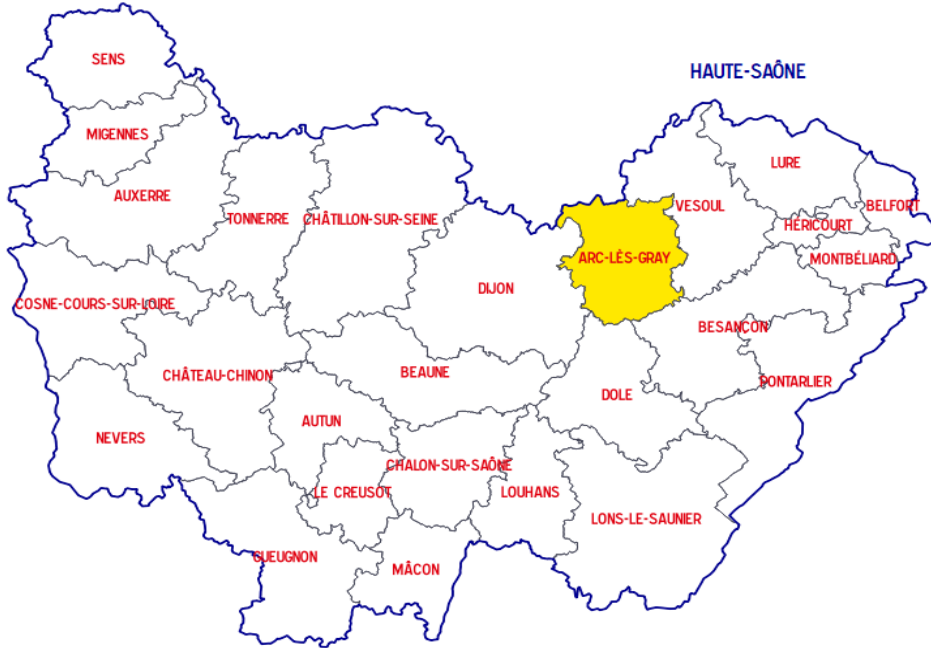 SENS
HAUTE-SAÔNE
MIGENNES
LURE
AUXERRE
TONNERRE
CHÂTILLON-SUR-SEINE
VESOUL
BELFORT
HÉRICOURT
ARC-LÈS-GRAY
MONTBÉLIARD
DIJON
COSNE-COURS-SUR-LOIRE
BESANÇON
CHÂTEAU-CHINON
BEAUNE
PONTARLIER
DOLE
AUTUN
NEVERS
CHALON-SUR-SAÔNE
LE CREUSOT
LOUHANS
LONS-LE-SAUNIER
GUEUGNON
MÂCON